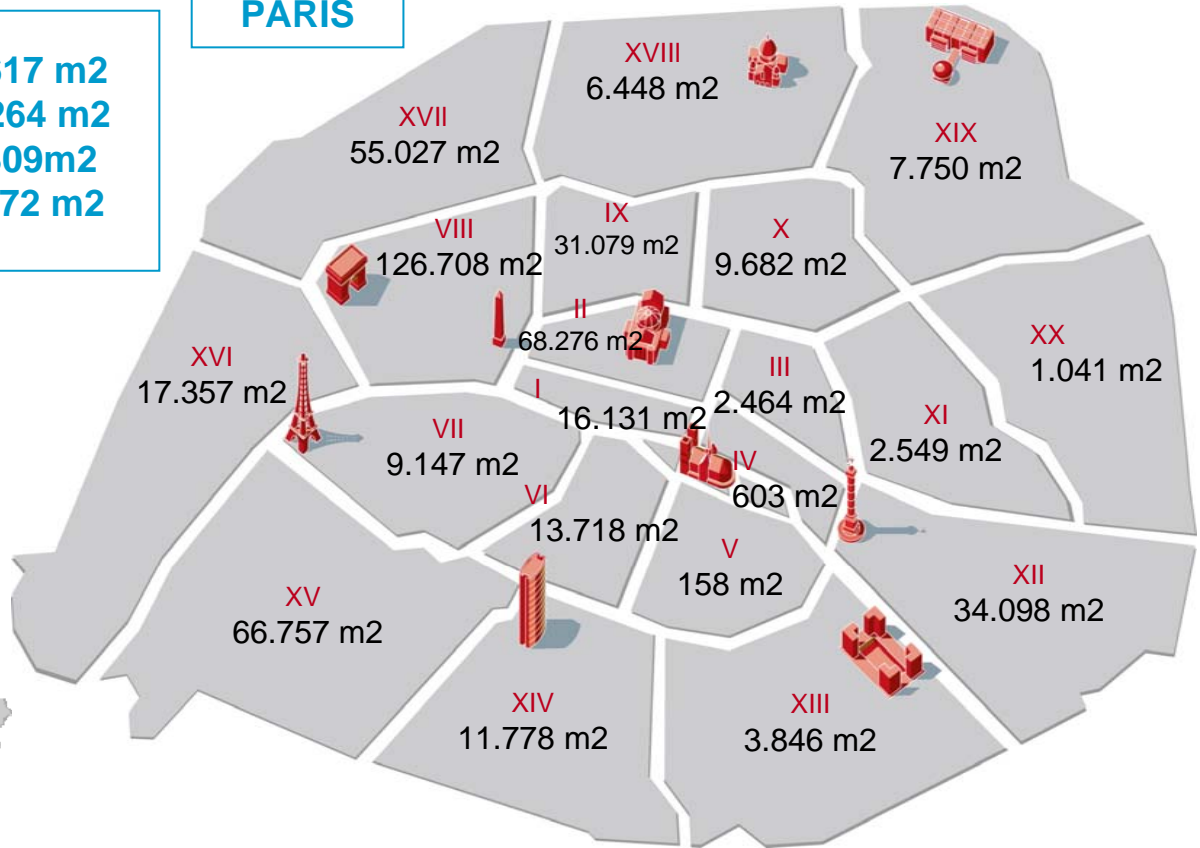 PARIS
m2
m2
m2
XVIII
6.448 m2
XVII
55.027 m2
XIX
7.750 m2
IX
31.079 m2
VIII
126.708 m2
X
9.682 m2
II
68.276 m2
XVI
17.357 m2
III
2.464 m2
XX
1.041 m2
I
16.131 m2
XI
2.549 m2
VII
9.147 m2
IV
603 m2
VI
13.718 m2
V
158 m2
XII
34.098 m2
XV
66.757 m2
XIV
11.778 m2
XIII
3.846 m2